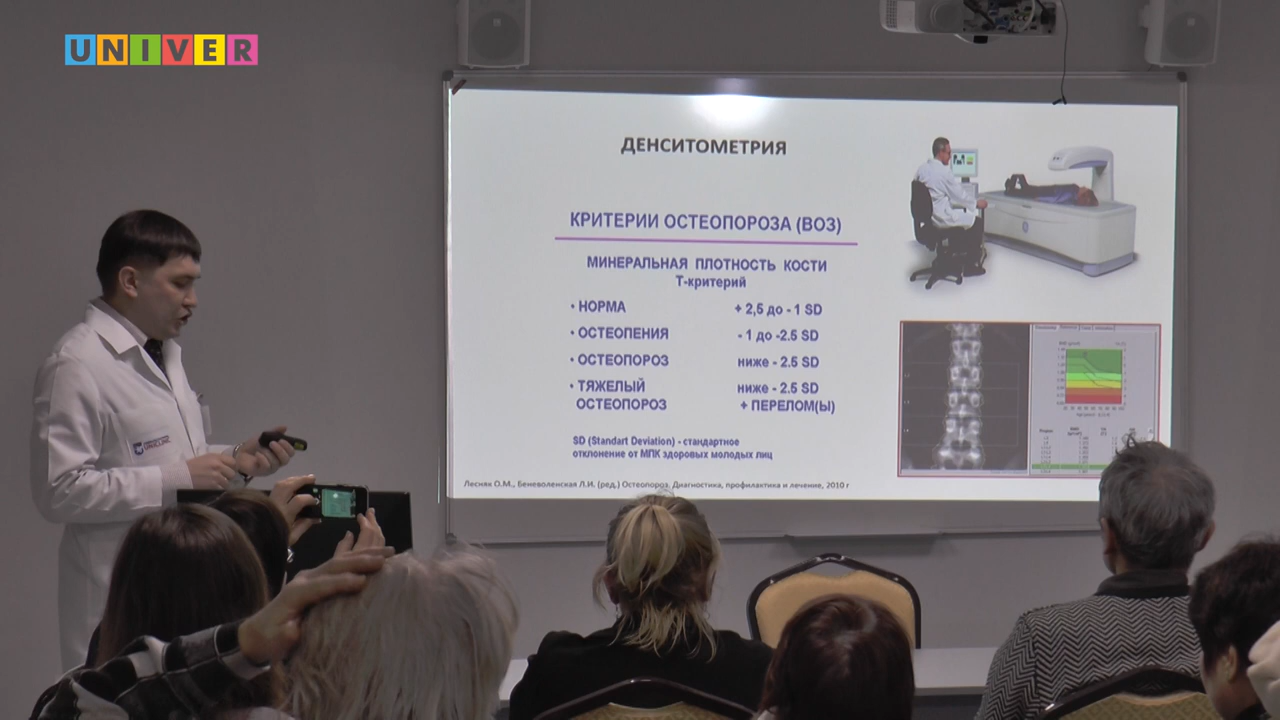 UNIVER
ДЕНСИТОМЕТРИЯ
КРИТЕРИИ ОСТЕОПОРОЗА (ВОЗ)
МИНЕРАЛЬНАЯ ПЛОТНОСТЬ КОСТИ
Т-критерий
• НОРМА + 2,5 до - 1 SD
• ОСТЕОПЕНИЯ - 1 до -2.5 SD
• ОСТЕОПОРОЗ ниже - 2.5 SD
• ТЯЖЕЛЫЙ ниже - 2.5 SD
ОСТЕОПОРОЗ + ПЕРЕЛОМ(Ы)
SD (Standart Deviation) - стандартное
отклонение от МПК здоровых молодых лиц
Лесняк О.М., Беневоленская Л.И. (ред.) Остеопороз. Диагностика, профилактика и лечение, 2010 г